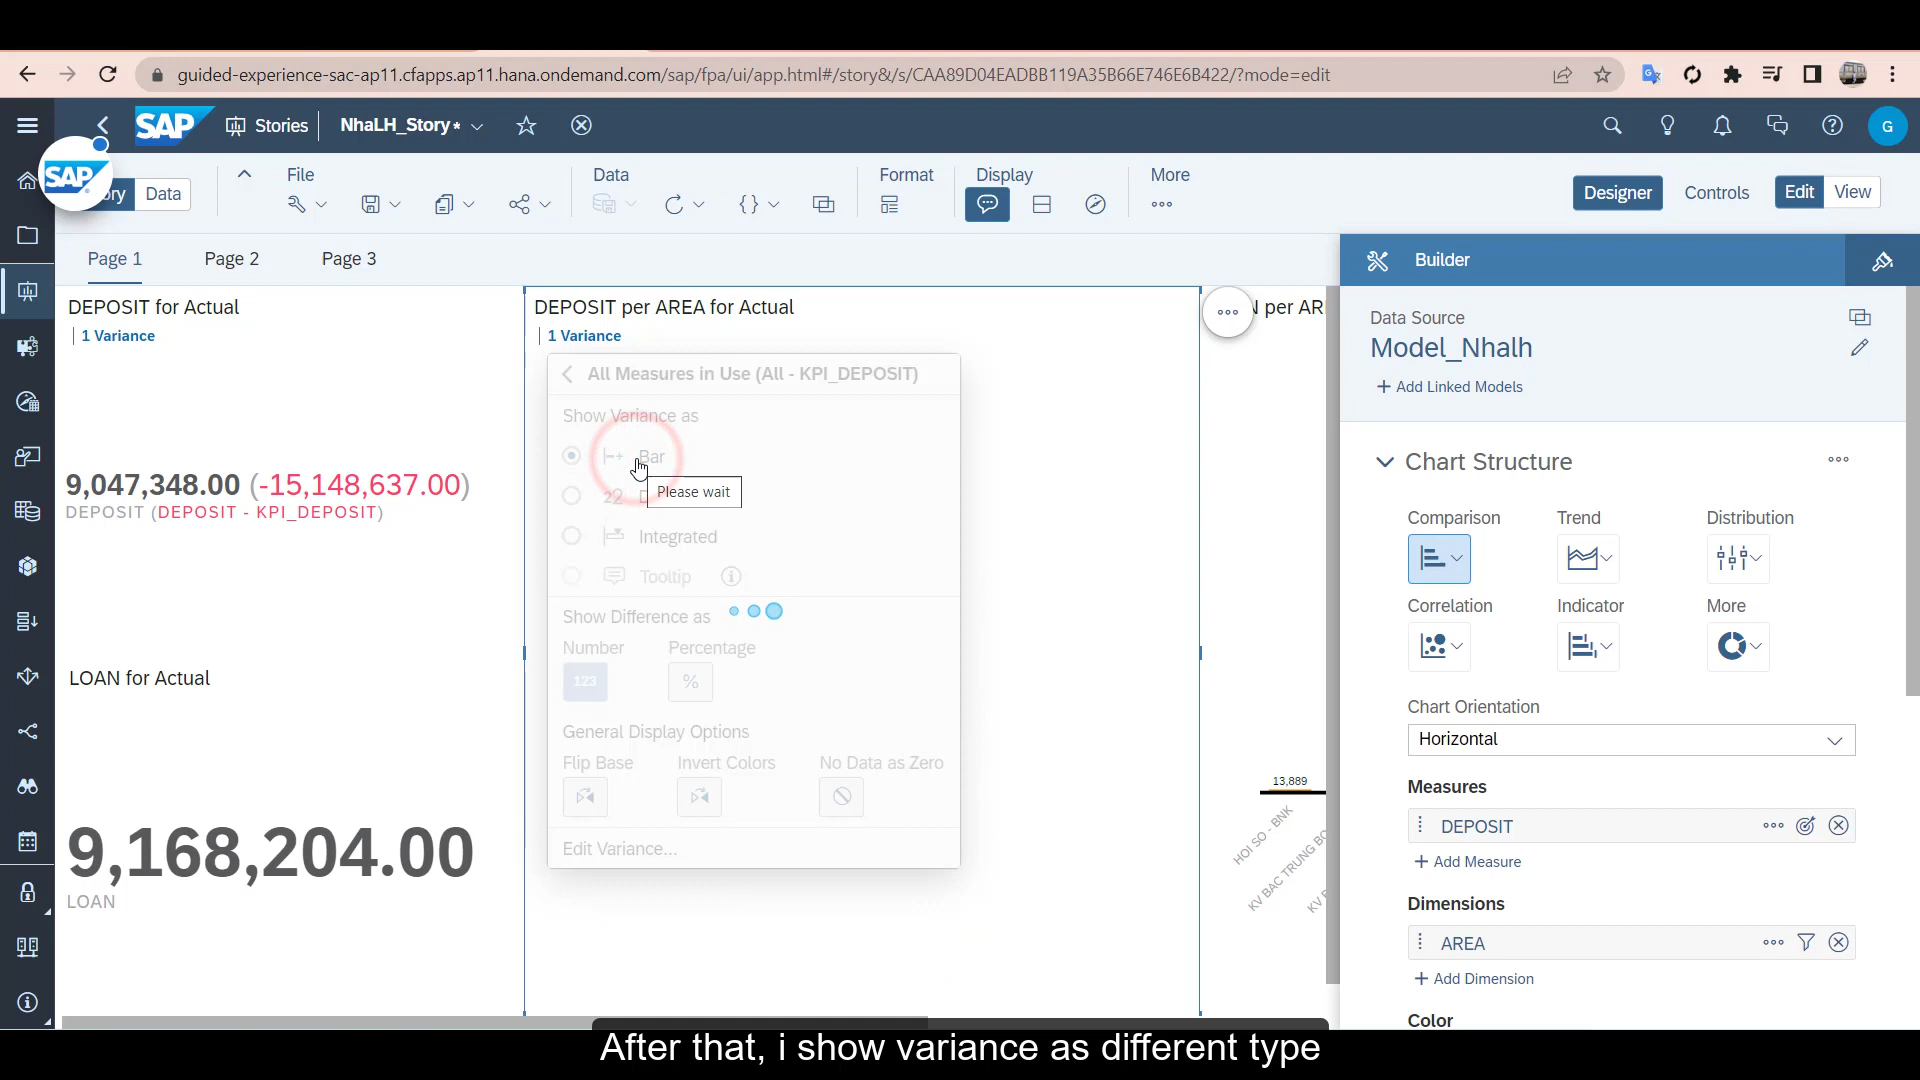 guided-experience-sac-ap11.cfapps.ap11.hana.ondemand.com/sap/fpa/ui/app.html#/story&/s/CAA89D04EADBB119A35B66E746E6B422/?mode=edit
SAP
Stories
NhaLH_Story*
G
SAP
ory
Data
File
Data
Format
Display
More
Designer
Controls
Edit
View
Page 1
Page 2
Page 3
Builder
DEPOSIT for Actual
1 Variance
9,047,348.00 (-15,148,637.00)
DEPOSIT (DEPOSIT - KPI_DEPOSIT)
LOAN for Actual
9,168,204.00
LOAN
DEPOSIT per AREA for Actual
1 Variance
All Measures in Use (All - KPI_DEPOSIT)
Show Variance as
Bar
Please wait
Integrated
Tooltip
Show Difference as
Number
Percentage
123
%
General Display Options
Flip Base
Invert Colors
No Data as Zero
Edit Variance...
N per ARE
13,889
HOI SO - BNK
KV BAC TRUNG BO
KV
Data Source
Model_Nhalh
Add Linked Models
Chart Structure
Comparison
Trend
Distribution
Correlation
Indicator
More
Chart Orientation
Horizontal
Measures
DEPOSIT
+ Add Measure
Dimensions
AREA
+ Add Dimension
Color
After that, i show variance as different type